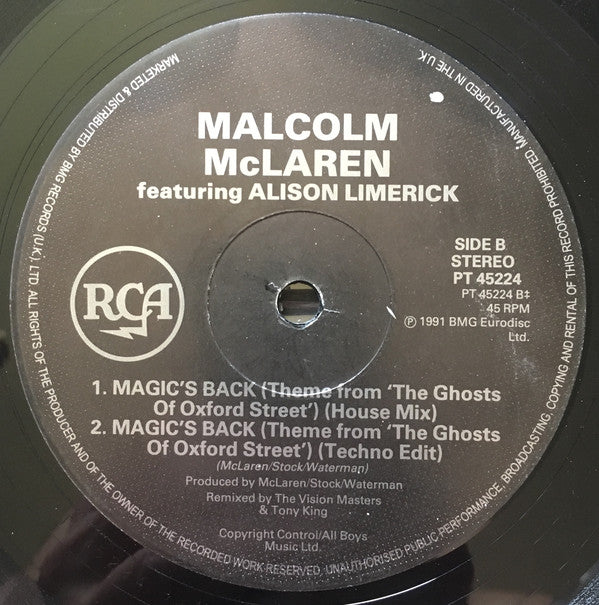 MALCOLM
McLAREN
featuring ALISON LIMERICK
SIDE B
STEREO
PT 45224
PT 45224 B‡
45 RPM
℗ 1991 BMG Eurodisc
Ltd.
RCA
1. MAGIC'S BACK (Theme from 'The Ghosts
Of Oxford Street') (House Mix)
2. MAGIC'S BACK (Theme from 'The Ghosts
Of Oxford Street') (Techno Edit)
(McLaren/Stock/Waterman)
Produced by McLaren/Stock/Waterman
Remixed by The Vision Masters
& Tony King
Copyright Control/All Boys
Music Ltd.
MARKETED & DISTRIBUTED BY BMG RECORDS (U.K.) LTD. ALL RIGHTS OF THE PRODUCER AND OF THE OWNER OF THE RECORDED WORK RESERVED. UNAUTHORISED PUBLIC PERFORMANCE, BROADCASTING, COPYING AND RENTAL OF THIS RECORD PROHIBITED. MANUFACTURED IN THE U.K.